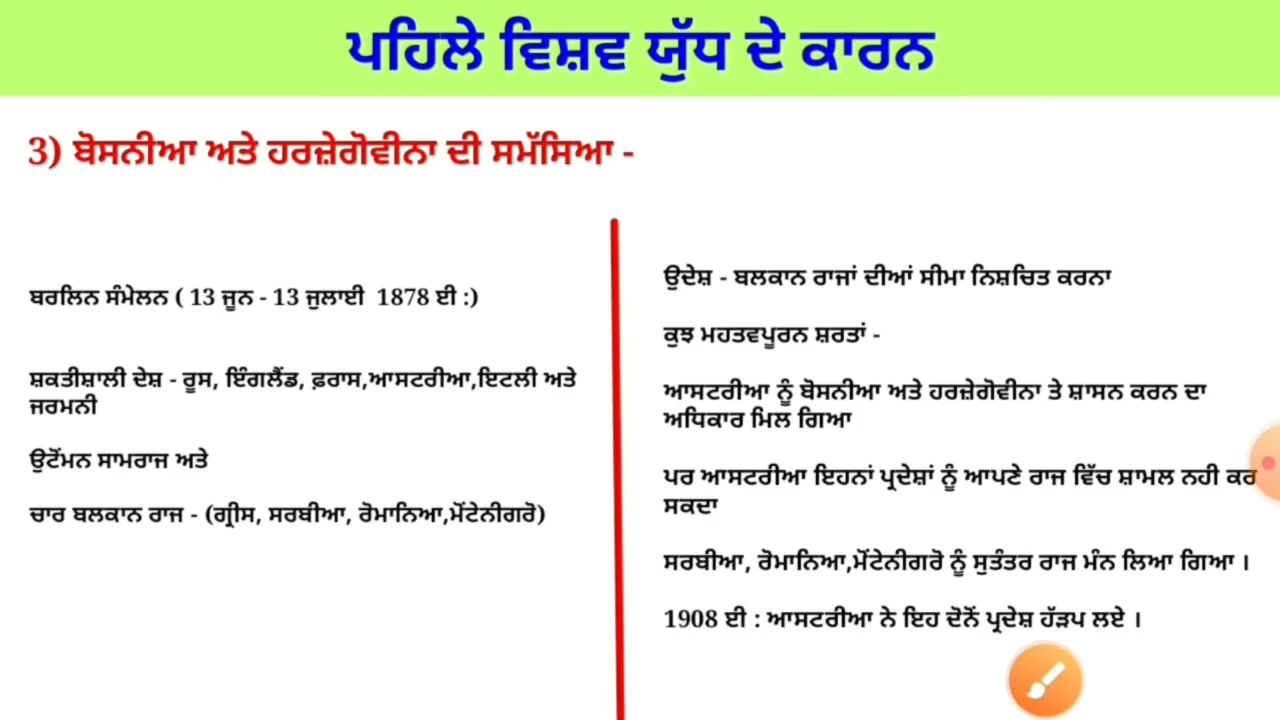 ਪਹਿਲੇ ਵਿਸ਼ਵ ਯੁੱਧ ਦੇ ਕਾਰਨ
3) ਬੋਸਨੀਆ ਅਤੇ ਹਰਜ਼ੇਗੋਵੀਨਾ ਦੀ ਸਮੱਸਿਆ -
ਬਰਲਿਨ ਸੰਮੇਲਨ ( 13 ਜੂਨ - 13 ਜੁਲਾਈ 1878 ਈ :)
ਸ਼ਕਤੀਸ਼ਾਲੀ ਦੇਸ਼ - ਰੂਸ, ਇੰਗਲੈਂਡ, ਫ਼ਰਾਸ,ਆਸਟਰੀਆ,ਇਟਲੀ ਅਤੇ
ਜਰਮਨੀ
ਉਟੋਂਮਨ ਸਾਮਰਾਜ ਅਤੇ
ਚਾਰ ਬਲਕਾਨ ਰਾਜ - (ਗ੍ਰੀਸ, ਸਰਬੀਆ, ਰੋਮਾਨਿਆ,ਮੋਂਟੇਨੀਗਰੋ)
ਉਦੇਸ਼ - ਬਲਕਾਨ ਰਾਜਾਂ ਦੀਆਂ ਸੀਮਾ ਨਿਸ਼ਚਿਤ ਕਰਨਾ
ਕੁਝ ਮਹਤਵਪੂਰਨ ਸ਼ਰਤਾਂ -
ਆਸਟਰੀਆ ਨੂੰ ਬੋਸਨੀਆ ਅਤੇ ਹਰਜ਼ੇਗੋਵੀਨਾ ਤੇ ਸ਼ਾਸਨ ਕਰਨ ਦਾ
ਅਧਿਕਾਰ ਮਿਲ ਗਿਆ
ਪਰ ਆਸਟਰੀਆ ਇਹਨਾਂ ਪ੍ਰਦੇਸ਼ਾਂ ਨੂੰ ਆਪਣੇ ਰਾਜ ਵਿੱਚ ਸ਼ਾਮਲ ਨਹੀ ਕਰ
ਸਕਦਾ
ਸਰਬੀਆ, ਰੋਮਾਨਿਆ,ਮੋਂਟੇਨੀਗਰੋ ਨੂੰ ਸੁਤੰਤਰ ਰਾਜ ਮੰਨ ਲਿਆ ਗਿਆ ।
1908 ਈ : ਆਸਟਰੀਆ ਨੇ ਇਹ ਦੋਨੋਂ ਪ੍ਰਦੇਸ਼ ਹੱੜਪ ਲਏ ।